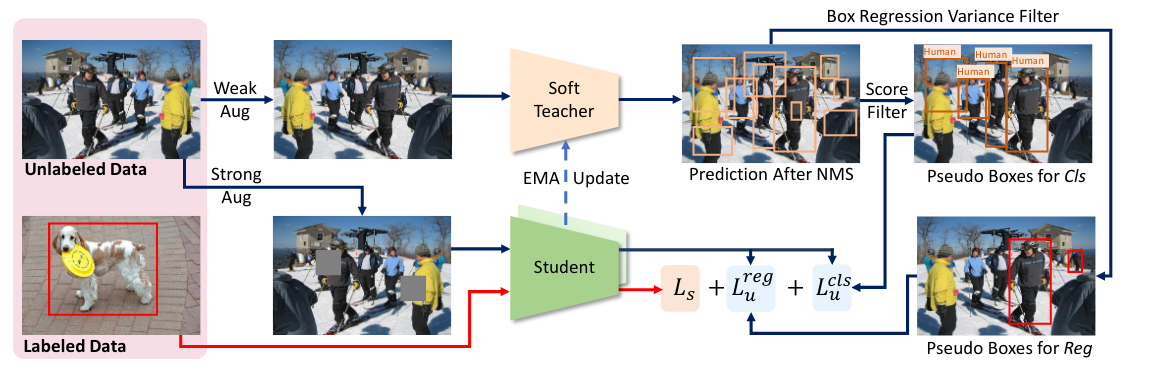 Box Regression Variance Filter
Weak
Aug
Soft
Teacher
Score
Filter
Human
Human
Human
Human
Unlabeled Data
Prediction After NMS
Pseudo Boxes for Cls
Strong
Aug
EMA Update
Student
L_s + L_u^{reg} + L_u^{cls}
Labeled Data
Pseudo Boxes for Reg